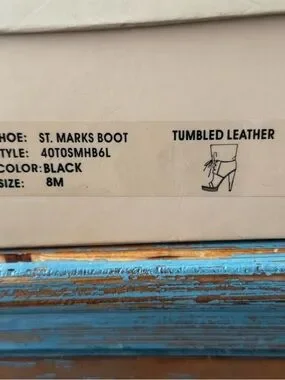 HOE: ST. MARKS BOOT
TYLE: 40T0SMHB6L
COLOR: BLACK
SIZE: 8M
TUMBLED LEATHER